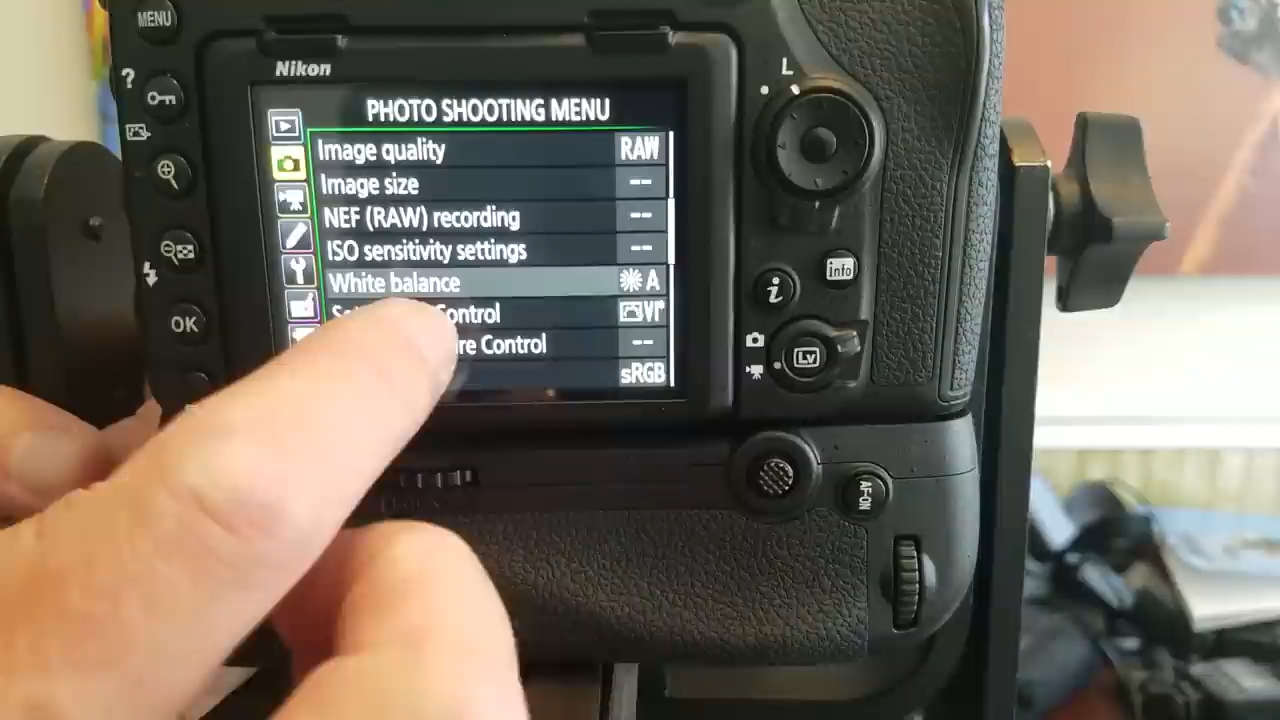 MENU
?
Nikon
L
PHOTO SHOOTING MENU
Image quality RAW
Image size --
NEF (RAW) recording --
ISO sensitivity settings --
White balance A
Control VI*
re Control --
sRGB
OK
info
i
Lv
AF-ON